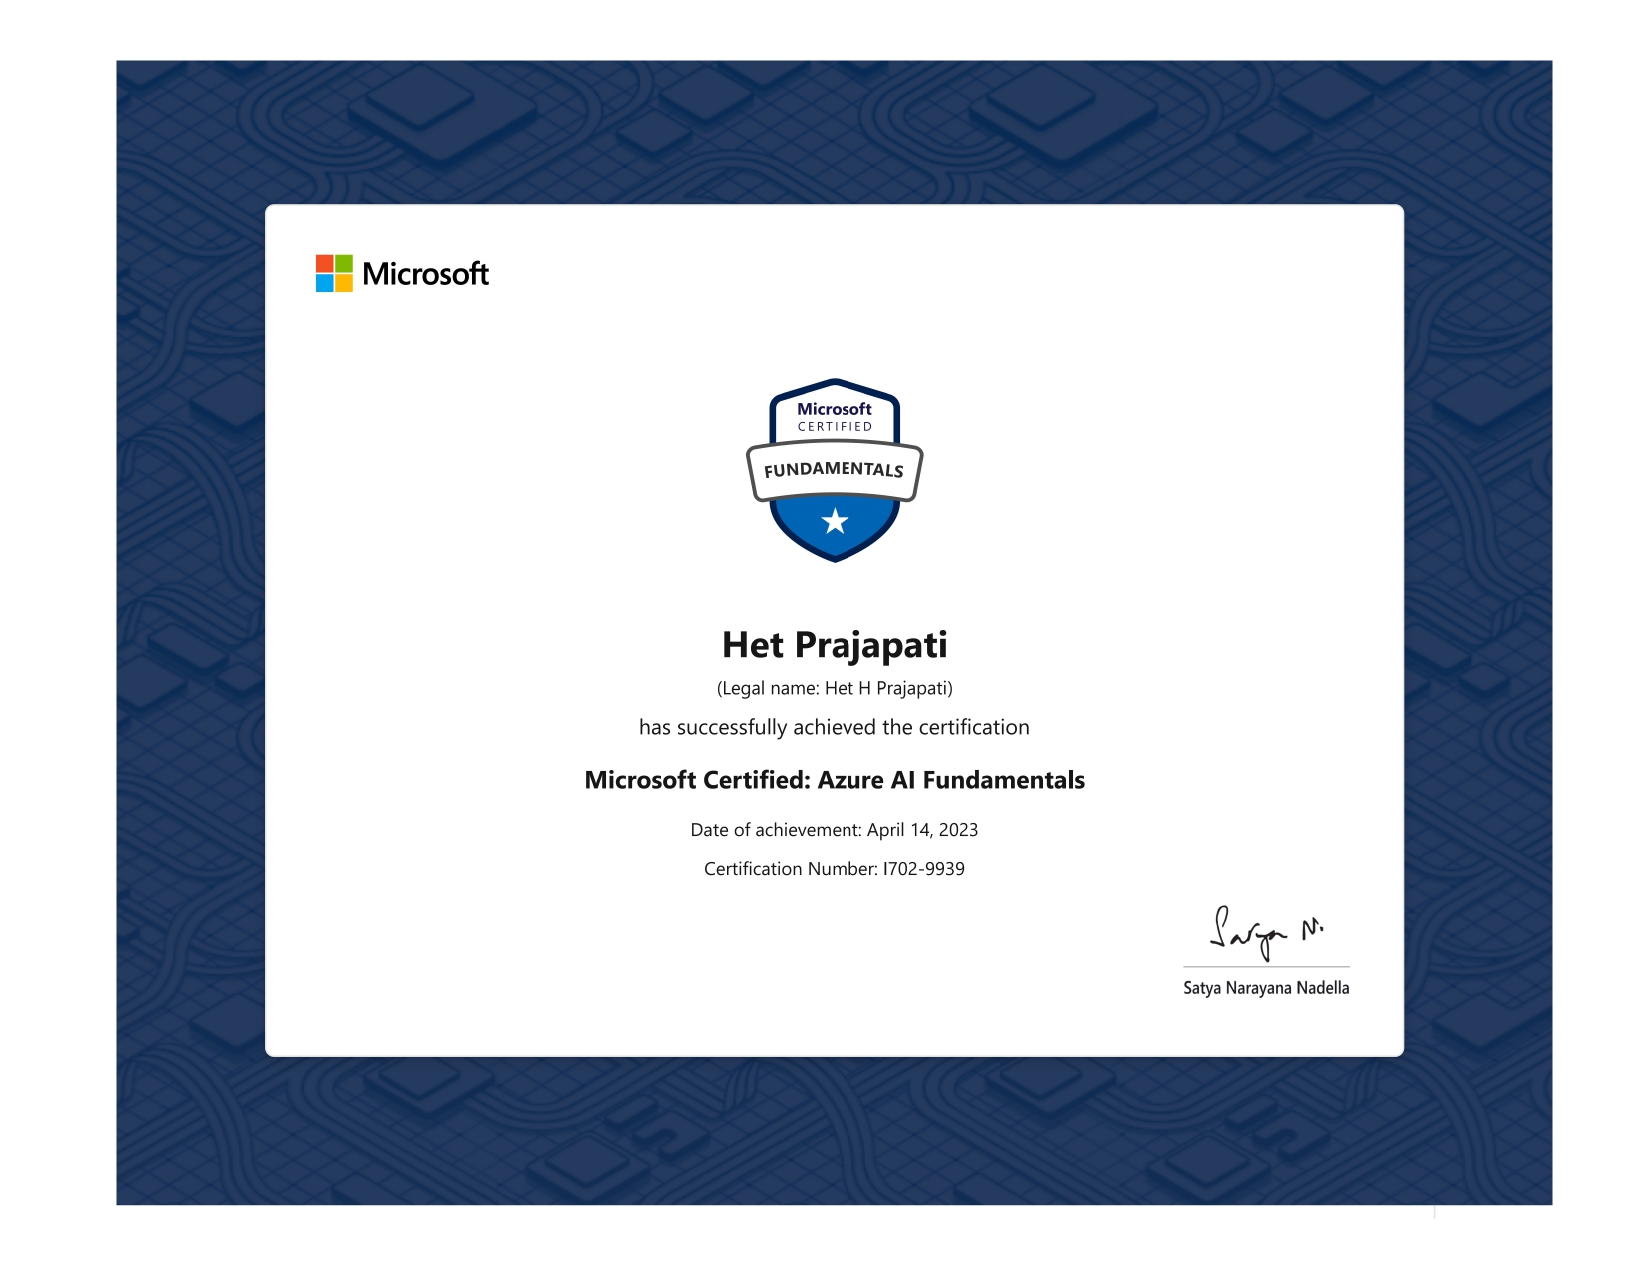 Microsoft
Microsoft
CERTIFIED
FUNDAMENTALS
Het Prajapati
(Legal name: Het H Prajapati)
has successfully achieved the certification
Microsoft Certified: Azure AI Fundamentals
Date of achievement: April 14, 2023
Certification Number: I702-9939
Satya N.
Satya Narayana Nadella